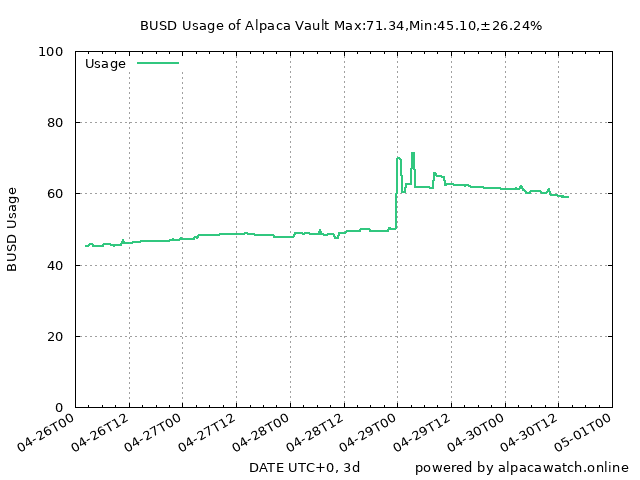 BUSD Usage of Alpaca Vault Max:71.34,Min:45.10,±26.24%
Usage
100
80
60
40
20
0
BUSD Usage
04-26T00
04-26T12
04-27T00
04-27T12
04-28T00
04-28T12
04-29T00
04-29T12
04-30T00
04-30T12
05-01T00
DATE UTC+0, 3d
powered by alpacawatch.online